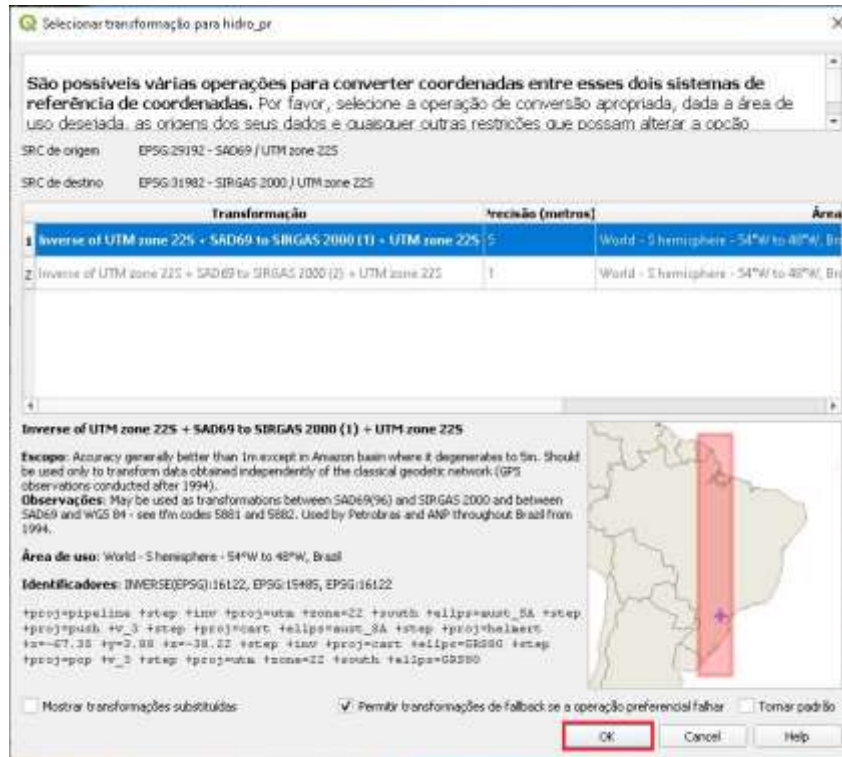 Selecionar transformação para hidro_pr
São possíveis várias operações para converter coordenadas entre esses dois sistemas de
referência de coordenadas. Por favor, selecione a operação de conversão apropriada, dada a área de
uso desejada, as origens dos seus dados e quaisquer outras restrições que possam alterar a opção
SRC de origem EPSG:29192 - SAD69 / UTM zone 22S
SRC de destino EPSG:31982 - SIRGAS 2000 / UTM zone 22S
Transformação Precisão (metros) Área
1 Inverse of UTM zone 22S + SAD69 to SIRGAS 2000 (1) + UTM zone 22S 5 World - S hemisphere - 54°W to 48°W, Br
2 Inverse of UTM zone 22S + SAD69 to SIRGAS 2000 (2) + UTM zone 22S 1 World - S hemisphere - 54°W to 48°W, Br
Inverse of UTM zone 22S + SAD69 to SIRGAS 2000 (1) + UTM zone 22S
Escopo: Accuracy generally better than 1m except in Amazon basin where it degenerates to 5m. Should
be used only to transform data obtained independently of the classical geodetic network (GPS
observations conducted after 1994).
Observações: May be used as transformations between SAD69(96) and SIRGAS 2000 and between
SAD69 and WGS 84 - see tfm codes 5881 and 5882. Used by Petrobras and ANP throughout Brazil from
1994.
Área de uso: World - S hemisphere - 54°W to 48°W, Brazil
Identificadores: INVERSE(EPSG):16122, EPSG:15485, EPSG:16122
+proj=pipeline +step +inv +proj=utm +zone=22 +south +ellps=aust_SA +step
+proj=push +v_3 +step +proj=cart +ellps=aust_SA +step +proj=helmert
+x=-67.35 +y=3.88 +z=-38.22 +step +inv +proj=cart +ellps=GRS80 +step
+proj=pop +v_3 +step +proj=utm +zone=22 +south +ellps=GRS80
Mostrar transformações substituídas Permitir transformações de fallback se a operação preferencial falhar Tornar padrão
OK Cancel Help